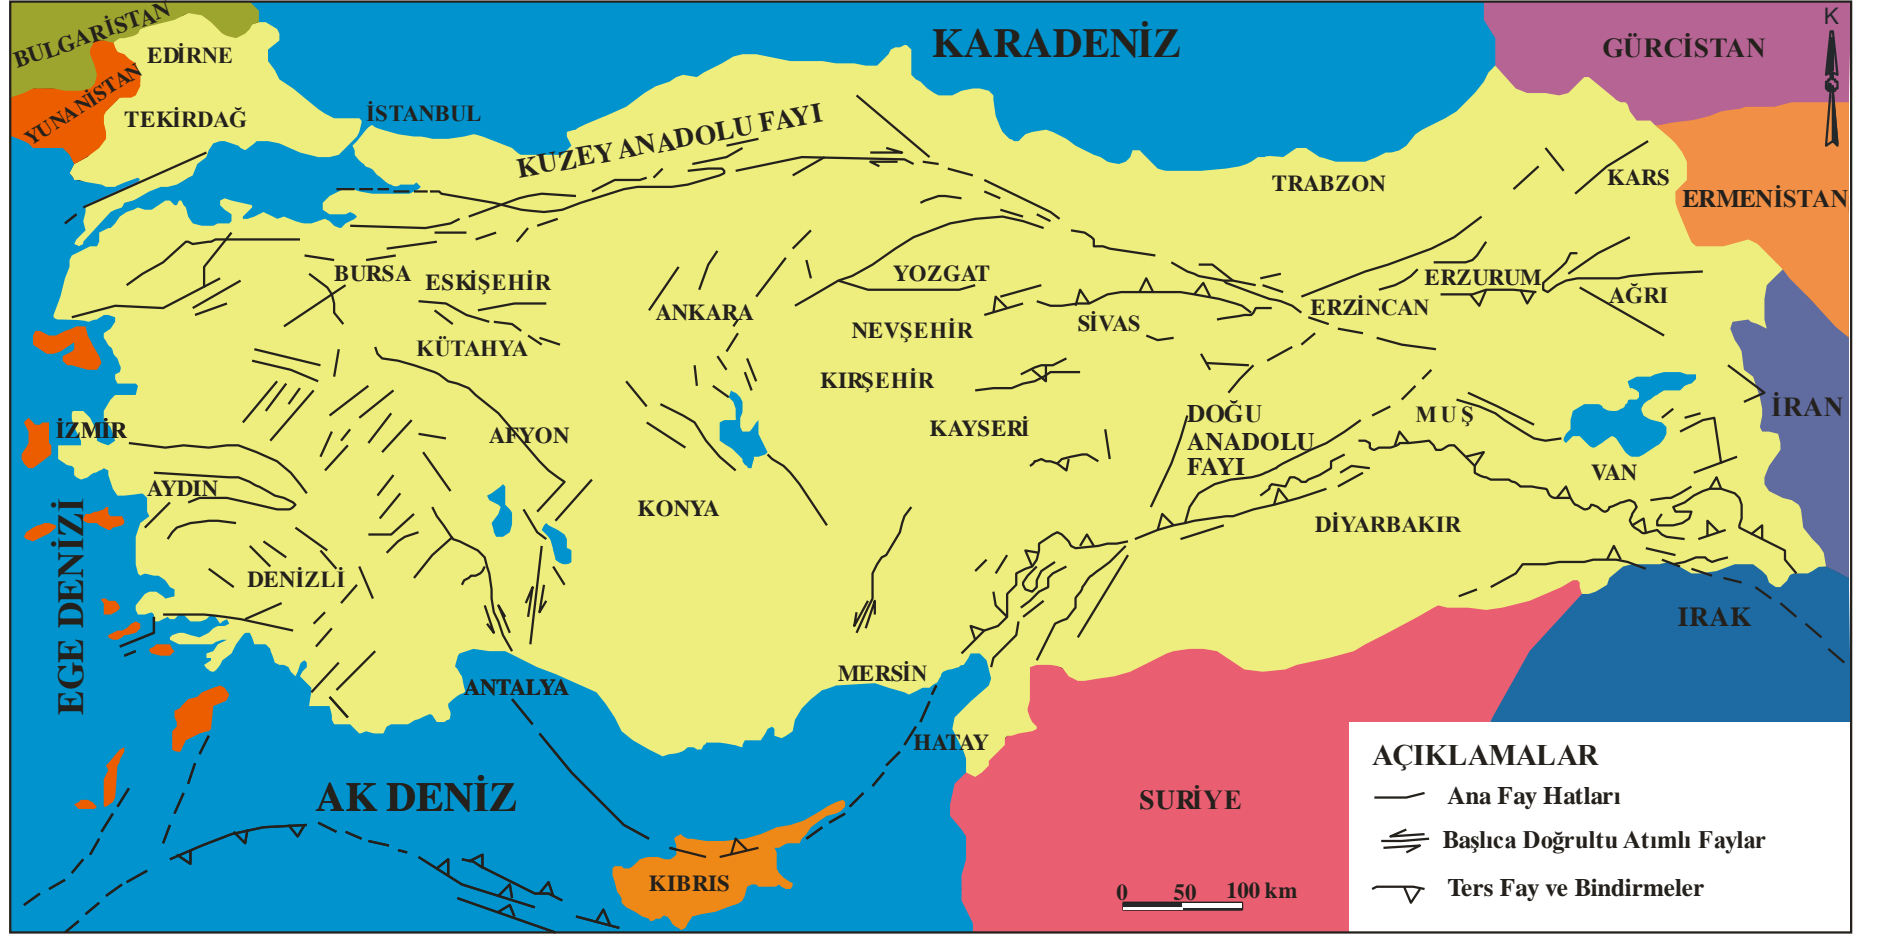 BULGARİSTAN
EDİRNE
KARADENİZ
K
GÜRCİSTAN
YUNANİSTAN
TEKİRDAĞ
İSTANBUL
KUZEY ANADOLU FAYI
TRABZON
KARS
ERMENİSTAN
BURSA
ESKİŞEHİR
YOZGAT
ERZURUM
AĞRI
ANKARA
NEVŞEHİR
SİVAS
ERZİNCAN
KÜTAHYA
KIRŞEHİR
İZMİR
AFYON
KAYSERİ
DOĞU
ANADOLU
FAYI
MUŞ
İRAN
AYDIN
KONYA
VAN
DİYARBAKIR
EGE DENİZİ
DENİZLİ
IRAK
ANTALYA
MERSİN
HATAY
AK DENİZ
SURİYE
KIBRIS
0 50 100 km
AÇIKLAMALAR
Ana Fay Hatları
Başlıca Doğrultu Atımlı Faylar
Ters Fay ve Bindirmeler